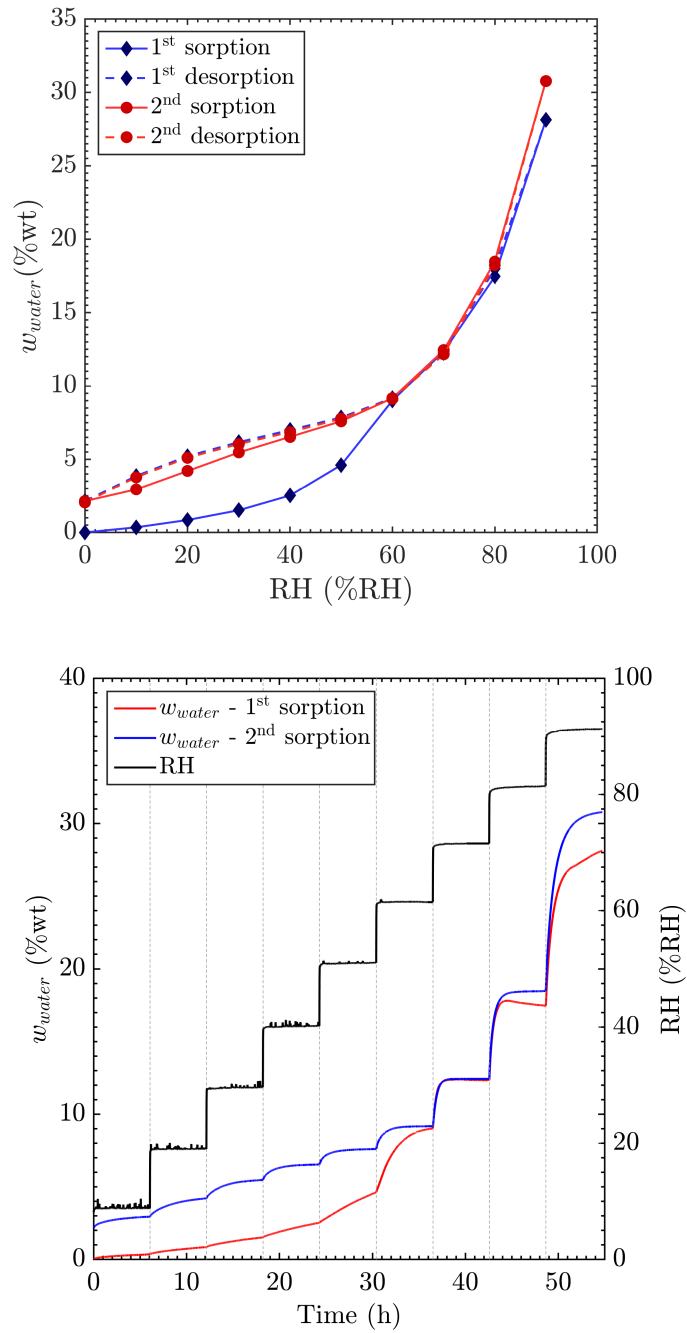 35
30
25
20
15
10
5
0
w_water(%wt)
1st sorption
1st desorption
2nd sorption
2nd desorption
0 20 40 60 80 100
RH (%RH)
40
30
20
10
0
w_water (%wt)
w_water - 1st sorption
w_water - 2nd sorption
RH
100
80
60
40
20
0
RH (%RH)
0 10 20 30 40 50
Time (h)